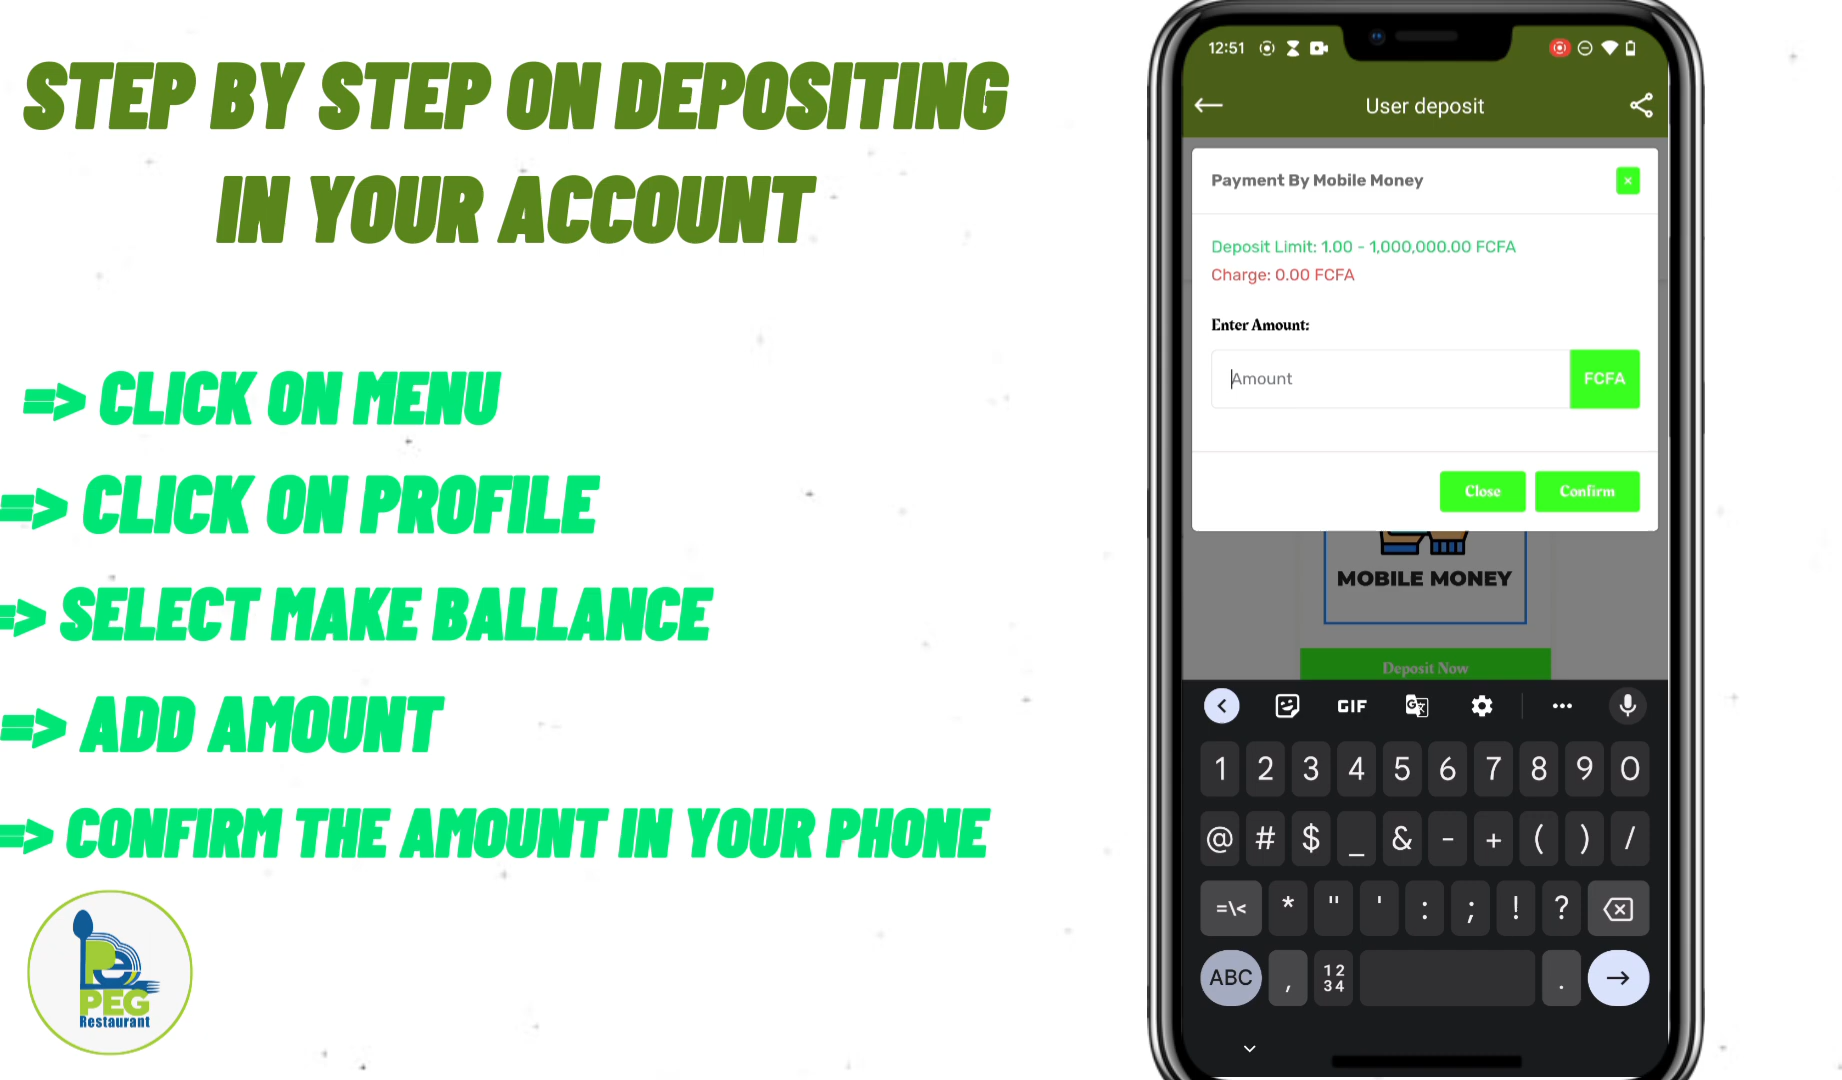 STEP BY STEP ON DEPOSITING
IN YOUR ACCOUNT
=> CLICK ON MENU
=> CLICK ON PROFILE
=> SELECT MAKE BALLANCE
=> ADD AMOUNT
=> CONFIRM THE AMOUNT IN YOUR PHONE
PEG
Restaurant
12:51
User deposit
Payment By Mobile Money
×
Deposit Limit: 1.00 - 1,000,000.00 FCFA
Charge: 0.00 FCFA
Enter Amount:
Amount FCFA
Close Confirm
MOBILE MONEY
Deposit Now
GIF
1 2 3 4 5 6 7 8 9 0
@ # $ _ & - + ( ) /
=\< * " ' : ; ! ?
ABC , 12 34 .